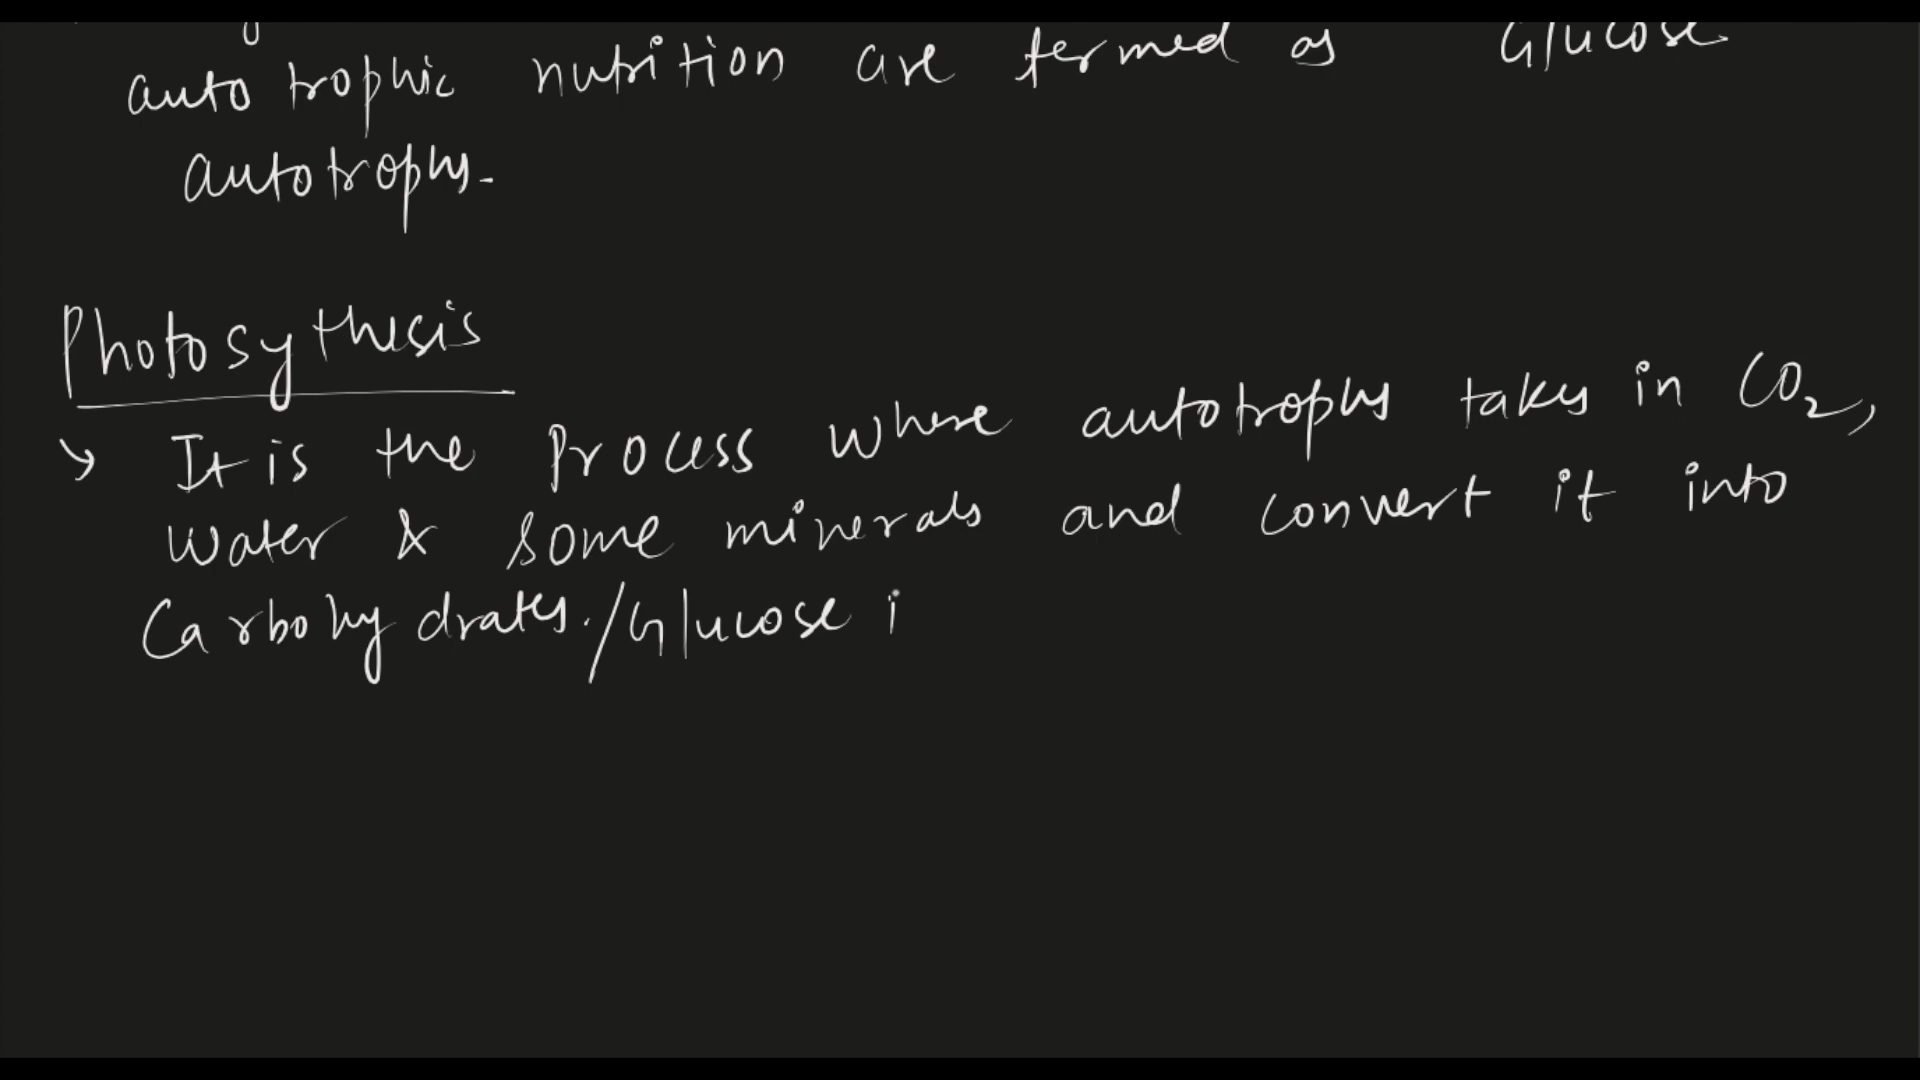 autotrophic nutrition are termed as Glucose
autotrophs.
Photosythesis
→ It is the process where autotrophs takes in CO₂,
water & some minerals and convert it into
Carbohydrates./Glucose i